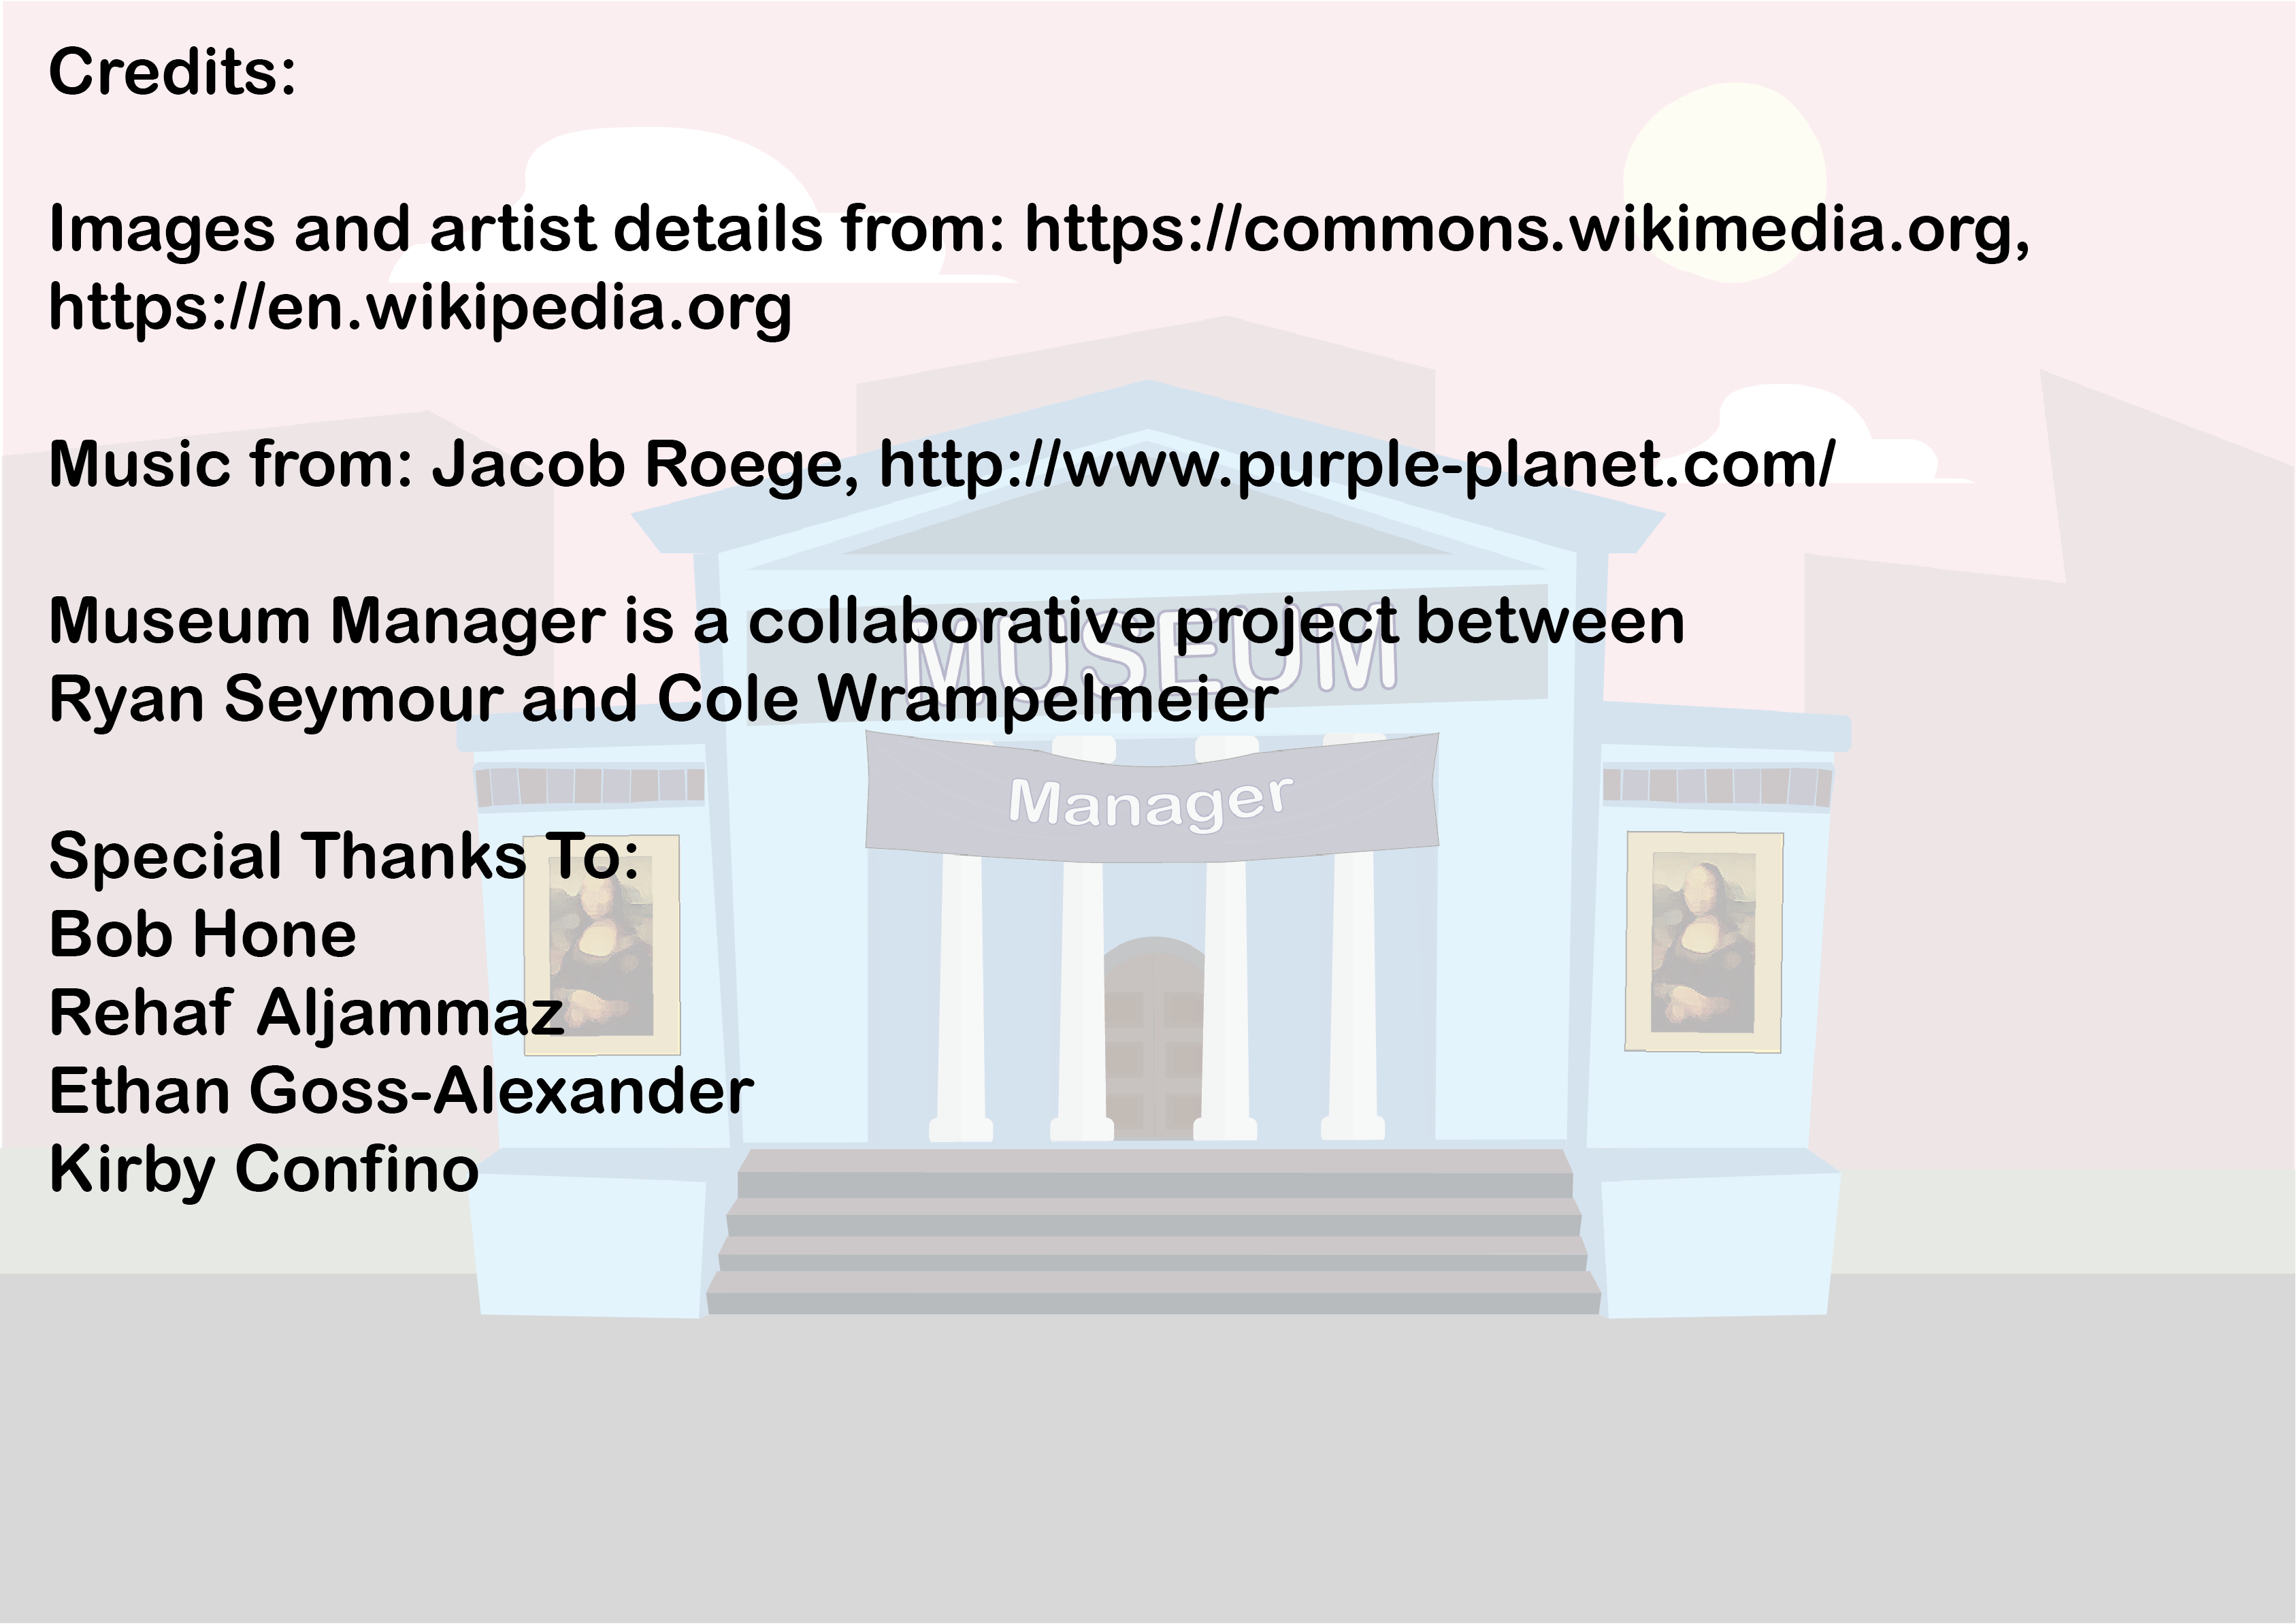 Credits:
Images and artist details from: https://commons.wikimedia.org,
https://en.wikipedia.org
Music from: Jacob Roege, http://www.purple-planet.com/
Museum Manager is a collaborative project between
Ryan Seymour and Cole Wrampelmeier
MUSEUM
Manager
Special Thanks To:
Bob Hone
Rehaf Aljammaz
Ethan Goss-Alexander
Kirby Confino